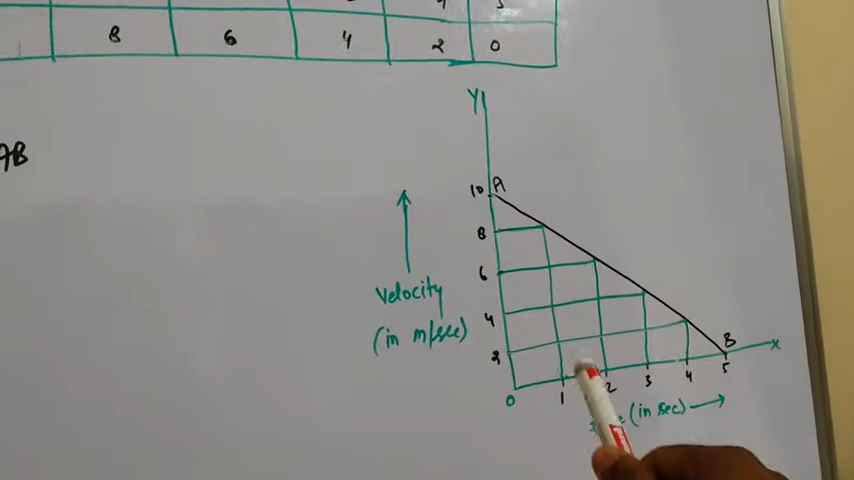 8 6 4 2 0
AB
Y
10 A
8
6
Velocity
4
(in m/sec)
2
B
x
0 1 2 3 4 5
(in sec)